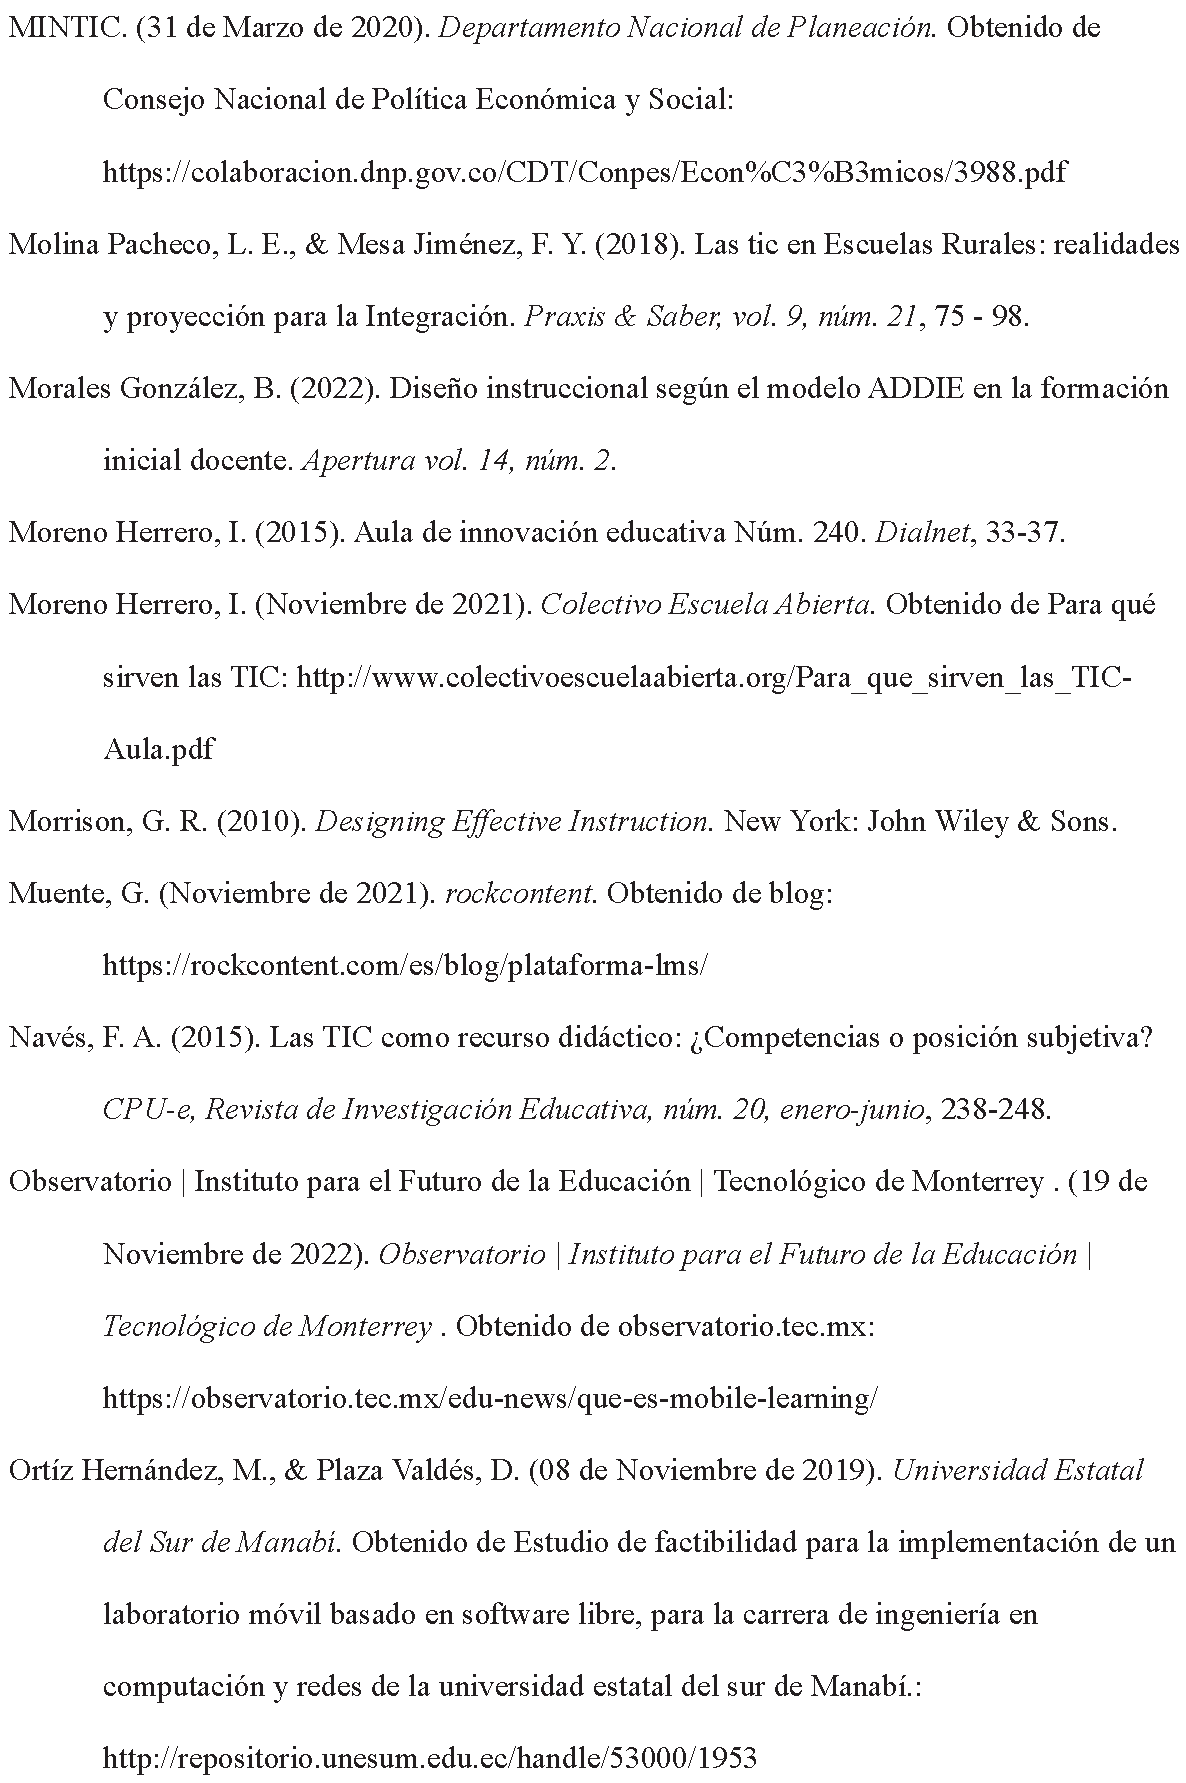 MINTIC. (31 de Marzo de 2020). Departamento Nacional de Planeación. Obtenido de
Consejo Nacional de Política Económica y Social:
https://colaboracion.dnp.gov.co/CDT/Conpes/Econ%C3%B3micos/3988.pdf
Molina Pacheco, L. E., & Mesa Jiménez, F. Y. (2018). Las tic en Escuelas Rurales: realidades
y proyección para la Integración. Praxis & Saber, vol. 9, núm. 21, 75 - 98.
Morales González, B. (2022). Diseño instruccional según el modelo ADDIE en la formación
inicial docente. Apertura vol. 14, núm. 2.
Moreno Herrero, I. (2015). Aula de innovación educativa Núm. 240. Dialnet, 33-37.
Moreno Herrero, I. (Noviembre de 2021). Colectivo Escuela Abierta. Obtenido de Para qué
sirven las TIC: http://www.colectivoescuelaabierta.org/Para_que_sirven_las_TIC-
Aula.pdf
Morrison, G. R. (2010). Designing Effective Instruction. New York: John Wiley & Sons.
Muente, G. (Noviembre de 2021). rockcontent. Obtenido de blog:
https://rockcontent.com/es/blog/plataforma-lms/
Navés, F. A. (2015). Las TIC como recurso didáctico: ¿Competencias o posición subjetiva?
CPU-e, Revista de Investigación Educativa, núm. 20, enero-junio, 238-248.
Observatorio | Instituto para el Futuro de la Educación | Tecnológico de Monterrey . (19 de
Noviembre de 2022). Observatorio | Instituto para el Futuro de la Educación |
Tecnológico de Monterrey . Obtenido de observatorio.tec.mx:
https://observatorio.tec.mx/edu-news/que-es-mobile-learning/
Ortíz Hernández, M., & Plaza Valdés, D. (08 de Noviembre de 2019). Universidad Estatal
del Sur de Manabí. Obtenido de Estudio de factibilidad para la implementación de un
laboratorio móvil basado en software libre, para la carrera de ingeniería en
computación y redes de la universidad estatal del sur de Manabí.:
http://repositorio.unesum.edu.ec/handle/53000/1953